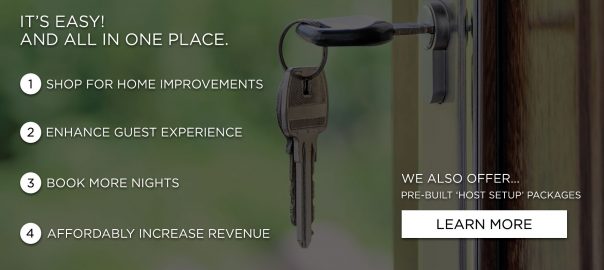 IT'S EASY!
AND ALL IN ONE PLACE.
1 SHOP FOR HOME IMPROVEMENTS
2 ENHANCE GUEST EXPERIENCE
3 BOOK MORE NIGHTS
4 AFFORDABLY INCREASE REVENUE
WE ALSO OFFER...
PRE-BUILT 'HOST SETUP' PACKAGES
LEARN MORE